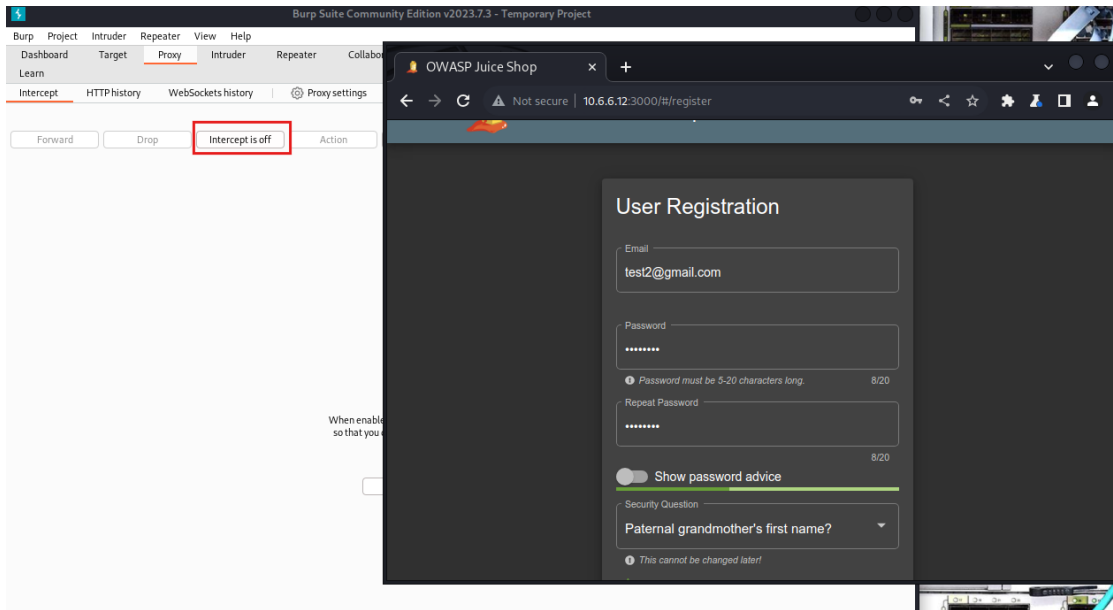 Burp Suite Community Edition v2023.7.3 - Temporary Project
Burp Project Intruder Repeater View Help
Dashboard Target Proxy Intruder Repeater
Learn
Intercept HTTP history WebSockets history Proxy settings
Forward Drop Intercept is off Action
When enable
so that you
OWASP Juice Shop
Not secure 10.6.6.12:3000/#/register
User Registration
Email
test2@gmail.com
Password
••••••••
Password must be 5-20 characters long. 8/20
Repeat Password
••••••••
8/20
Show password advice
Security Question
Paternal grandmother's first name?
This cannot be changed later!